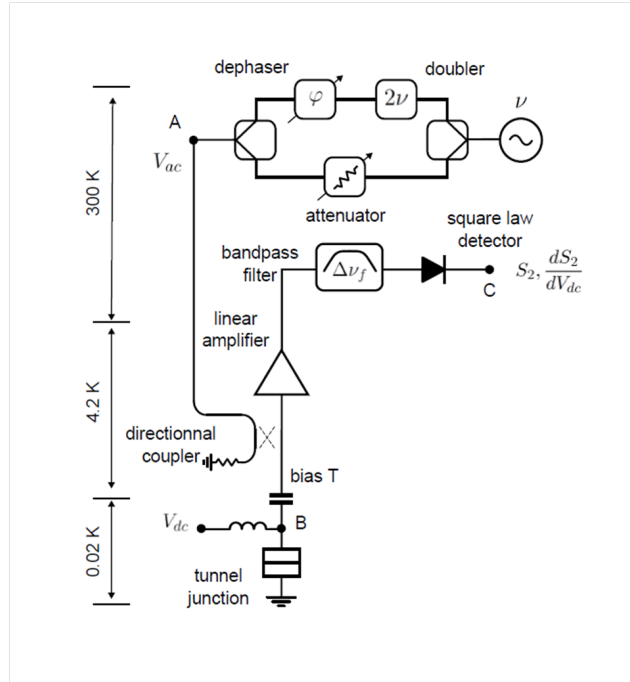 dephaser
doubler
φ
2ν
ν
A
V_ac
300 K
attenuator
square law
detector
bandpass
filter
Δν_f
S_2, dS_2/dV_dc
C
linear
amplifier
4.2 K
directionnal
coupler
bias T
V_dc
B
0.02 K
tunnel
junction